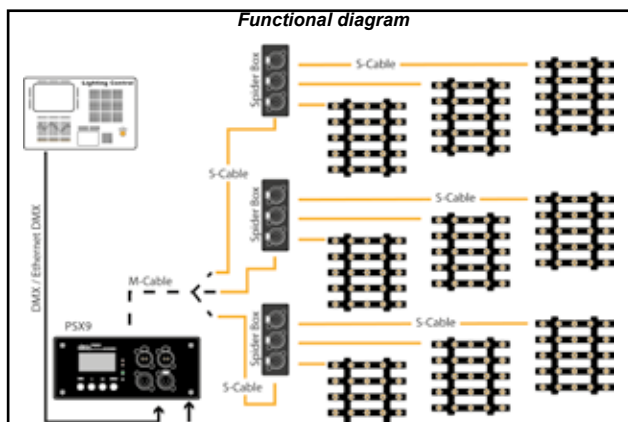 Functional diagram
Lighting Control
Spider Box
S-Cable
S-Cable
Spider Box
S-Cable
DMX / Ethernet DMX
M-Cable
PSX9
Spider Box
S-Cable
S-Cable